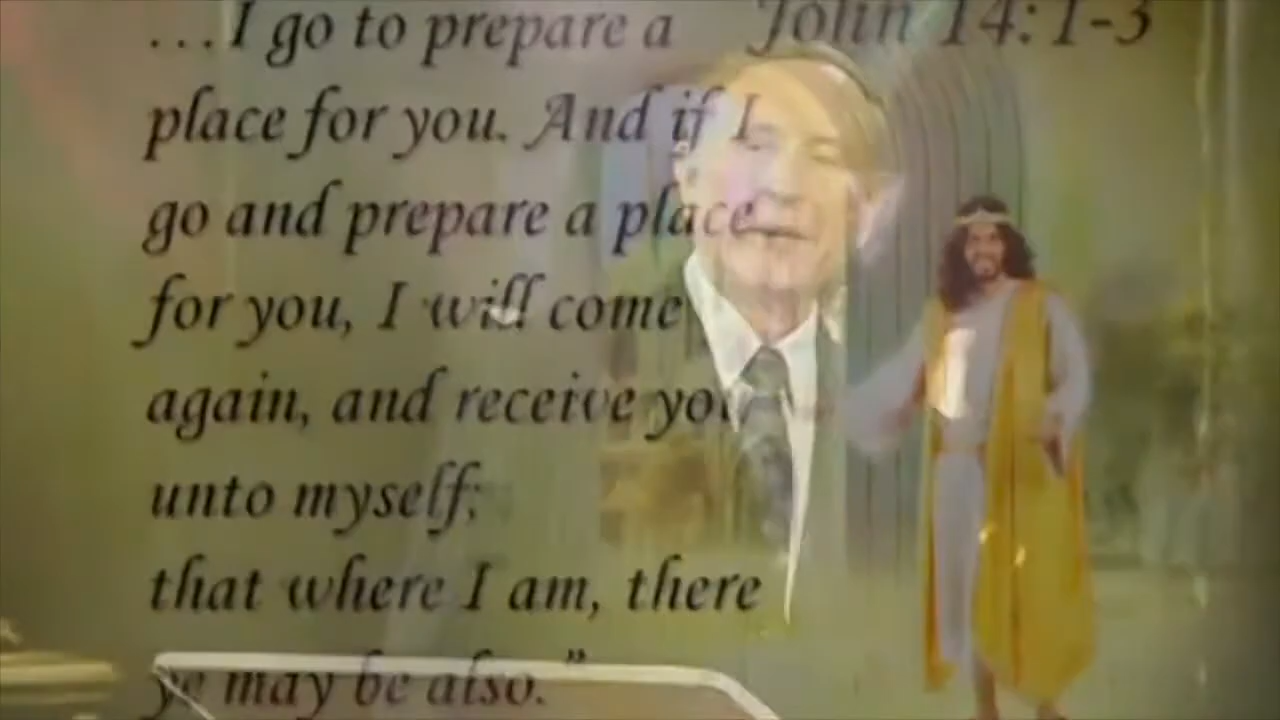 ...I go to prepare a
John 14:1-3
place for you. And if I
go and prepare a place
for you, I will come
again, and receive you
unto myself;
that where I am, there
ye may be also.”